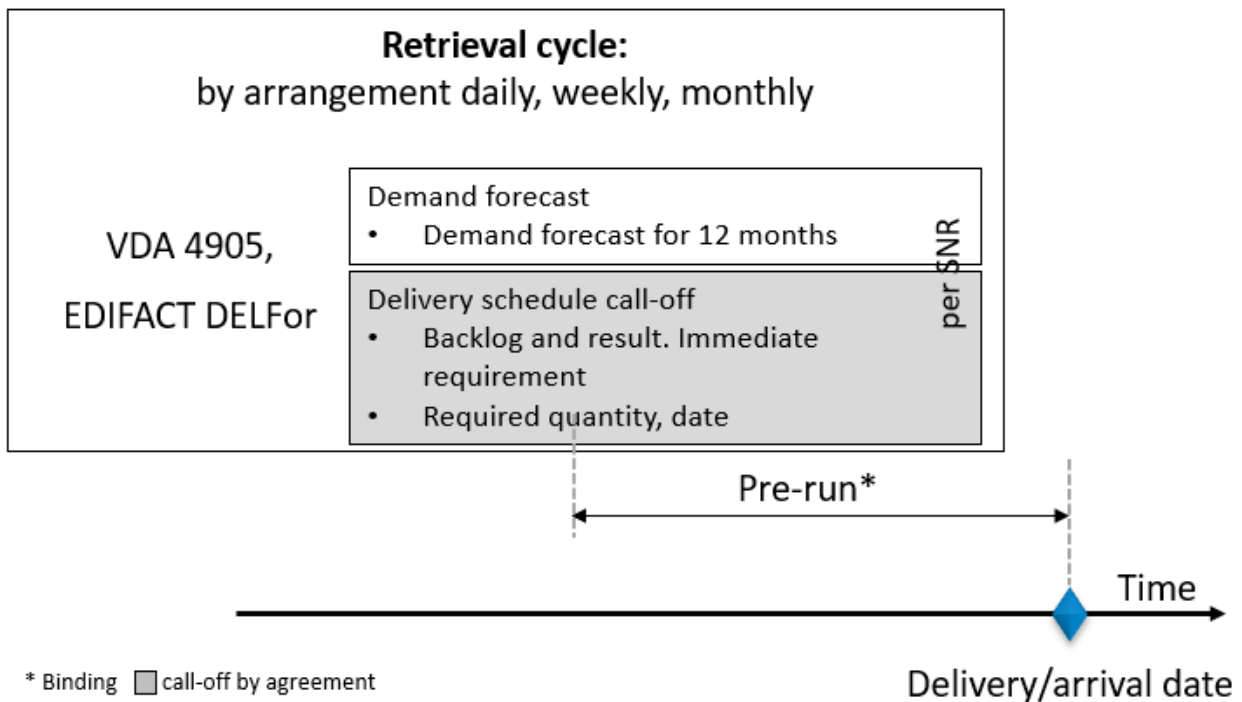 Retrieval cycle:
by arrangement daily, weekly, monthly
VDA 4905,
EDIFACT DELFor
Demand forecast
• Demand forecast for 12 months
Delivery schedule call-off
• Backlog and result. Immediate
requirement
• Required quantity, date
per SNR
Pre-run*
Time
Delivery/arrival date
* Binding call-off by agreement